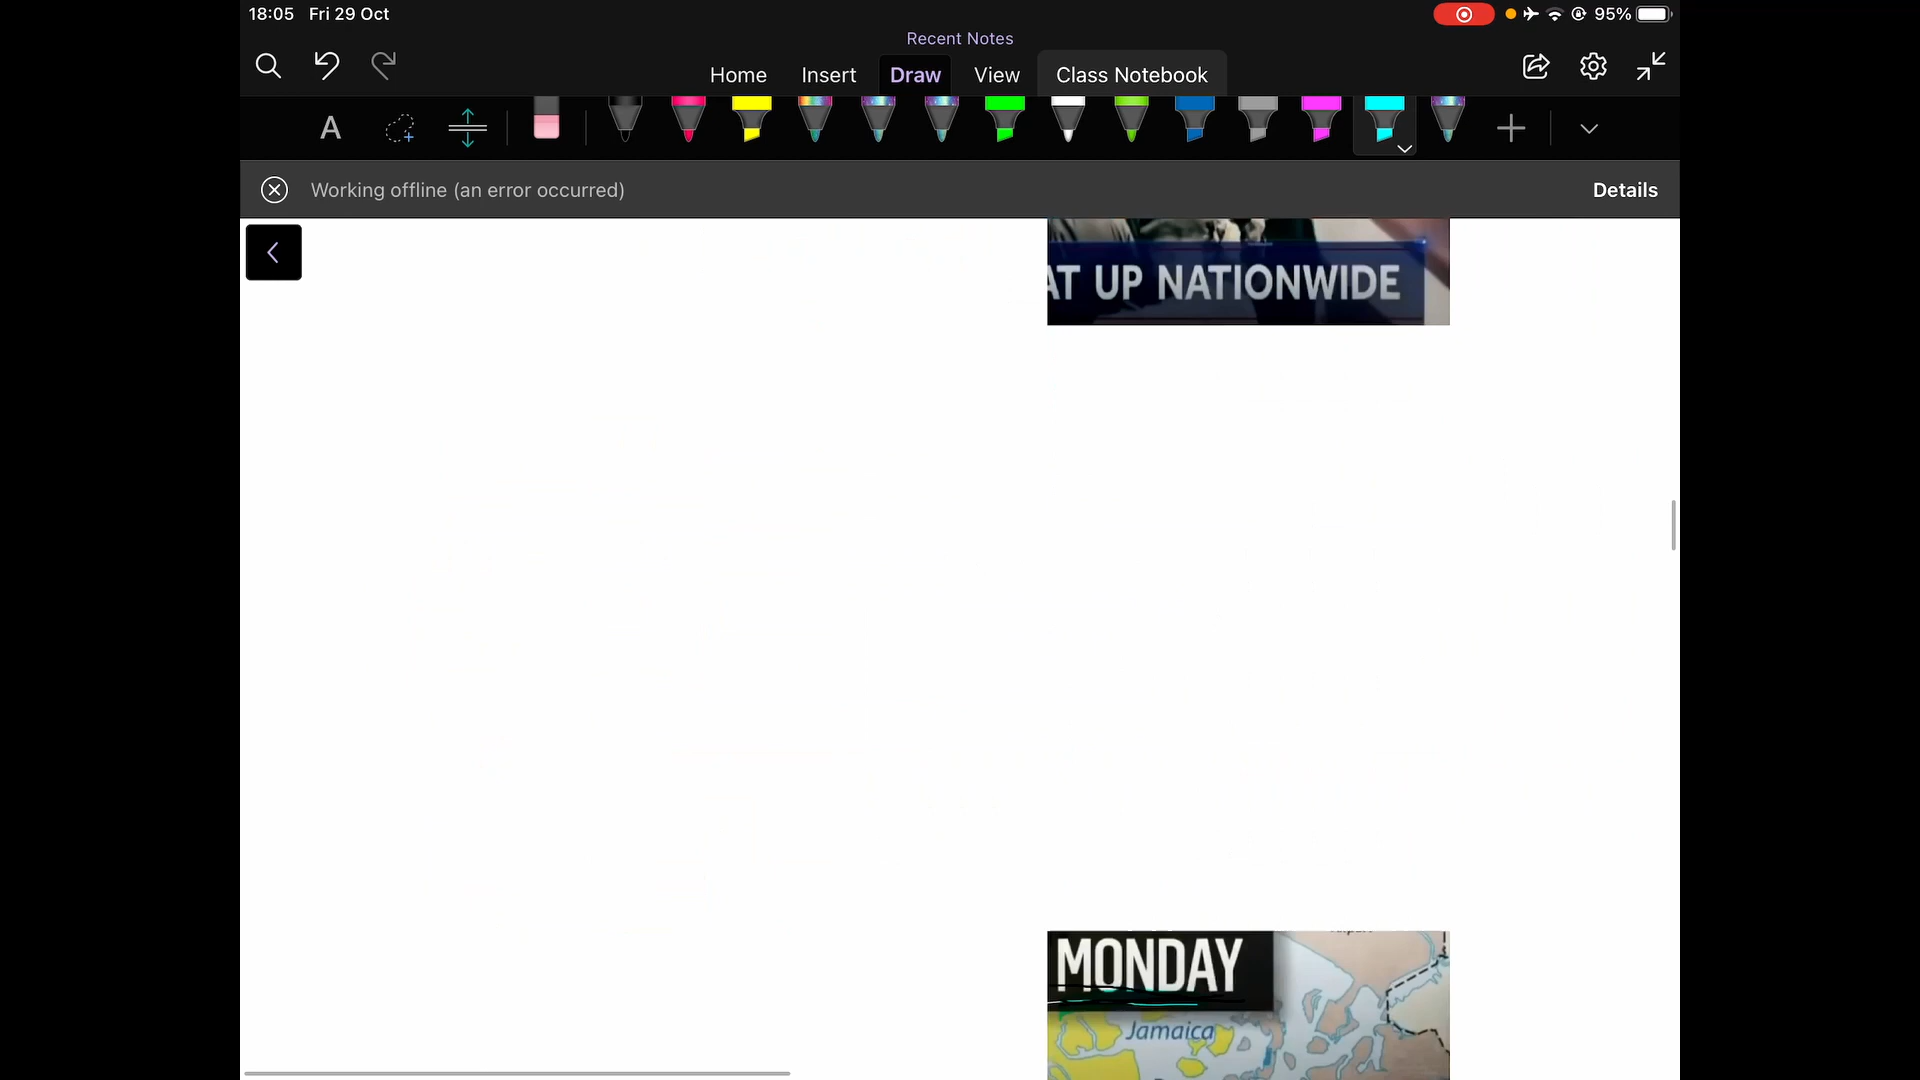 18:05 Fri 29 Oct 95%
Recent Notes
Home Insert Draw View Class Notebook
A
Working offline (an error occurred) Details
AT UP NATIONWIDE
MONDAY
Jamaica